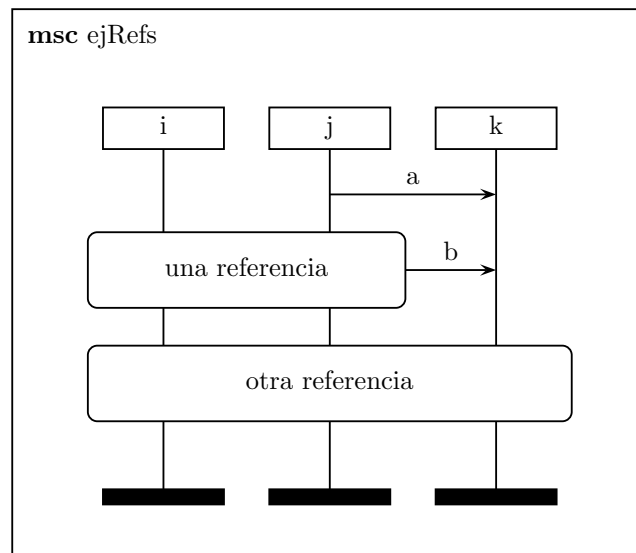 msc ejRefs
i j k
a
una referencia b
otra referencia